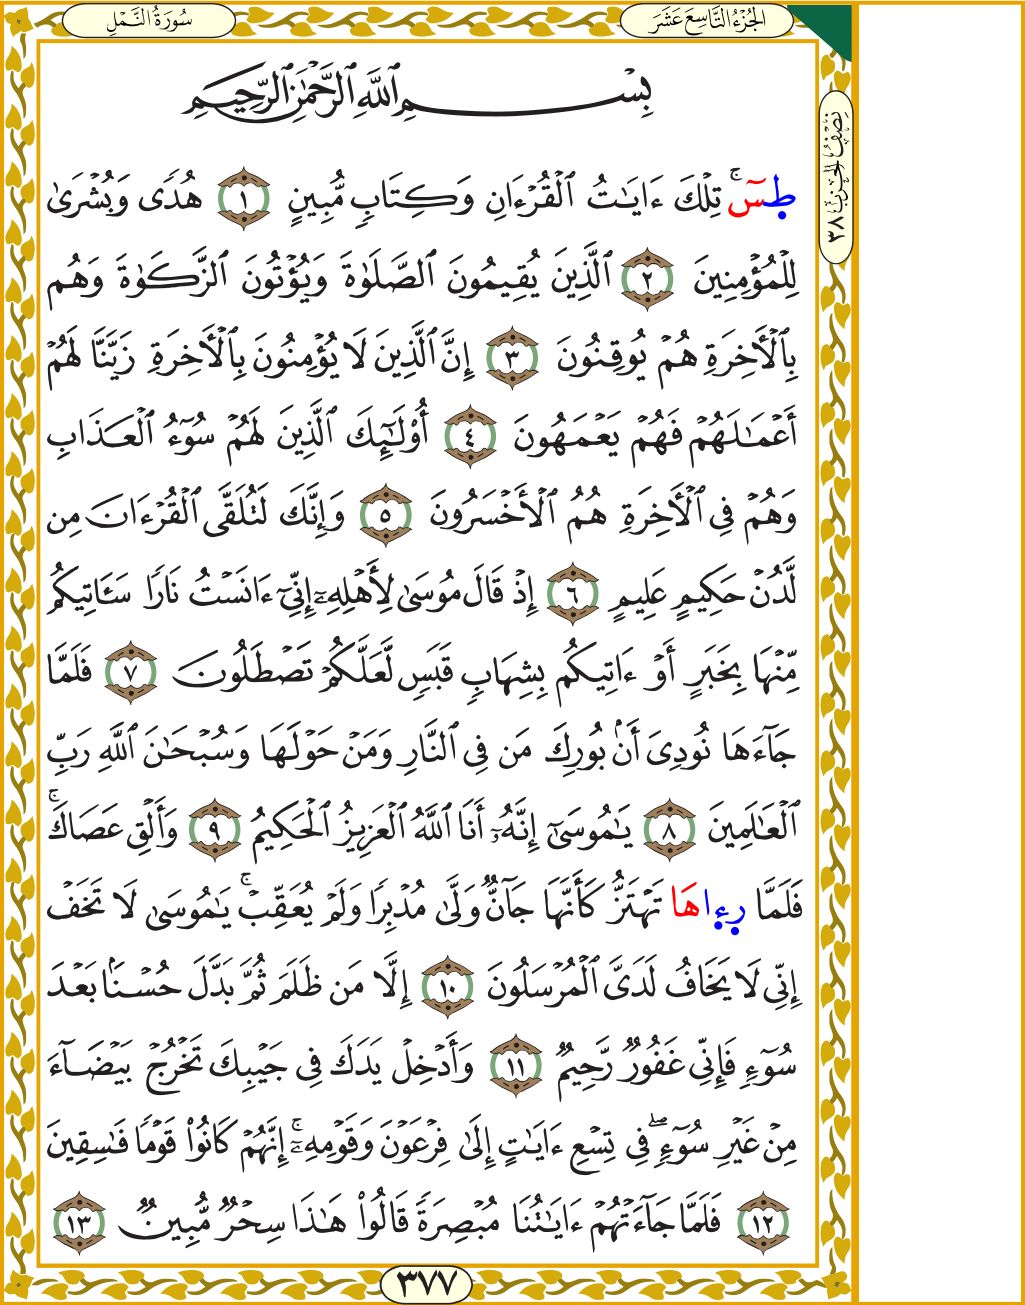 سُورَةُ النَّمْلِ
الجُزْءُ التَّاسِعَ عَشَرَ
نِصْفُ الْحِزْبِ ٣٨
بِسْمِ ٱللَّهِ ٱلرَّحْمَٰنِ ٱلرَّحِيمِ
طسٓۚ تِلْكَ ءَايَٰتُ ٱلْقُرْءَانِ وَكِتَابٍ مُّبِينٍ ١ هُدًى وَبُشْرَىٰ
لِلْمُؤْمِنِينَ ٢ ٱلَّذِينَ يُقِيمُونَ ٱلصَّلَوٰةَ وَيُؤْتُونَ ٱلزَّكَوٰةَ وَهُم
بِٱلْأَخِرَةِ هُمْ يُوقِنُونَ ٣ إِنَّ ٱلَّذِينَ لَا يُؤْمِنُونَ بِٱلْأَخِرَةِ زَيَّنَّا لَهُمْ
أَعْمَٰلَهُمْ فَهُمْ يَعْمَهُونَ ٤ أُوْلَٰٓئِكَ ٱلَّذِينَ لَهُمْ سُوٓءُ ٱلْعَذَابِ
وَهُمْ فِي ٱلْأَخِرَةِ هُمُ ٱلْأَخْسَرُونَ ٥ وَإِنَّكَ لَتُلَقَّى ٱلْقُرْءَانَ مِن
لَّدُنْ حَكِيمٍ عَلِيمٍ ٦ إِذْ قَالَ مُوسَىٰ لِأَهْلِهِۦٓ إِنِّيٓ ءَانَسْتُ نَارًا سَـَٔاتِيكُم
مِّنْهَا بِخَبَرٍ أَوْ ءَاتِيكُم بِشِهَابٍ قَبَسٍ لَّعَلَّكُمْ تَصْطَلُونَ ٧ فَلَمَّا
جَآءَهَا نُودِيَ أَنۢ بُورِكَ مَن فِي ٱلنَّارِ وَمَنْ حَوْلَهَا وَسُبْحَٰنَ ٱللَّهِ رَبِّ
ٱلْعَٰلَمِينَ ٨ يَٰمُوسَىٰٓ إِنَّهُۥٓ أَنَا ٱللَّهُ ٱلْعَزِيزُ ٱلْحَكِيمُ ٩ وَأَلْقِ عَصَاكَۚ
فَلَمَّا رِءِاهَا تَهْتَزُّ كَأَنَّهَا جَآنٌّ وَلَّىٰ مُدْبِرًا وَلَمْ يُعَقِّبْۚ يَٰمُوسَىٰ لَا تَخَفْ
إِنِّي لَا يَخَافُ لَدَيَّ ٱلْمُرْسَلُونَ ١٠ إِلَّا مَن ظَلَمَ ثُمَّ بَدَّلَ حُسْنًۢا بَعْدَ
سُوٓءٍ فَإِنِّي غَفُورٌ رَّحِيمٌ ١١ وَأَدْخِلْ يَدَكَ فِي جَيْبِكَ تَخْرُجْ بَيْضَآءَ
مِنْ غَيْرِ سُوٓءٍۖ فِي تِسْعِ ءَايَٰتٍ إِلَىٰ فِرْعَوْنَ وَقَوْمِهِۦٓۚ إِنَّهُمْ كَانُواْ قَوْمًا فَٰسِقِينَ
١٢ فَلَمَّا جَآءَتْهُمْ ءَايَٰتُنَا مُبْصِرَةً قَالُواْ هَٰذَا سِحْرٌ مُّبِينٌ ١٣
٣٧٧